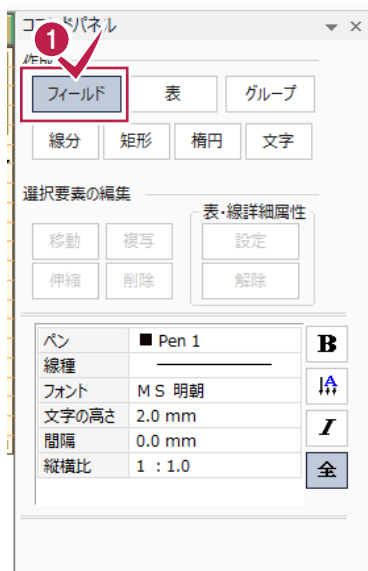 コマンドパネル
1
作成
フィールド 表 グループ
線分 矩形 楕円 文字
選択要素の編集
表・線詳細属性
移動 複写 設定
伸縮 削除 解除
ペン ■ Pen 1
線種
フォント ＭＳ 明朝
文字の高さ 2.0 mm
間隔 0.0 mm
縦横比 1 : 1.0
B
A
I
全